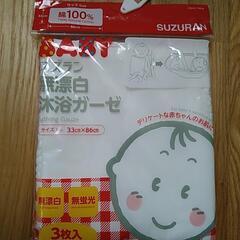 綿100%
SUZURAN
BABY
スズラン
無漂白
沐浴ガーゼ
Bathing Gauze
サイズ 33cm×86cm
デリケートな赤ちゃんのお肌に
無漂白
無蛍光
3枚入